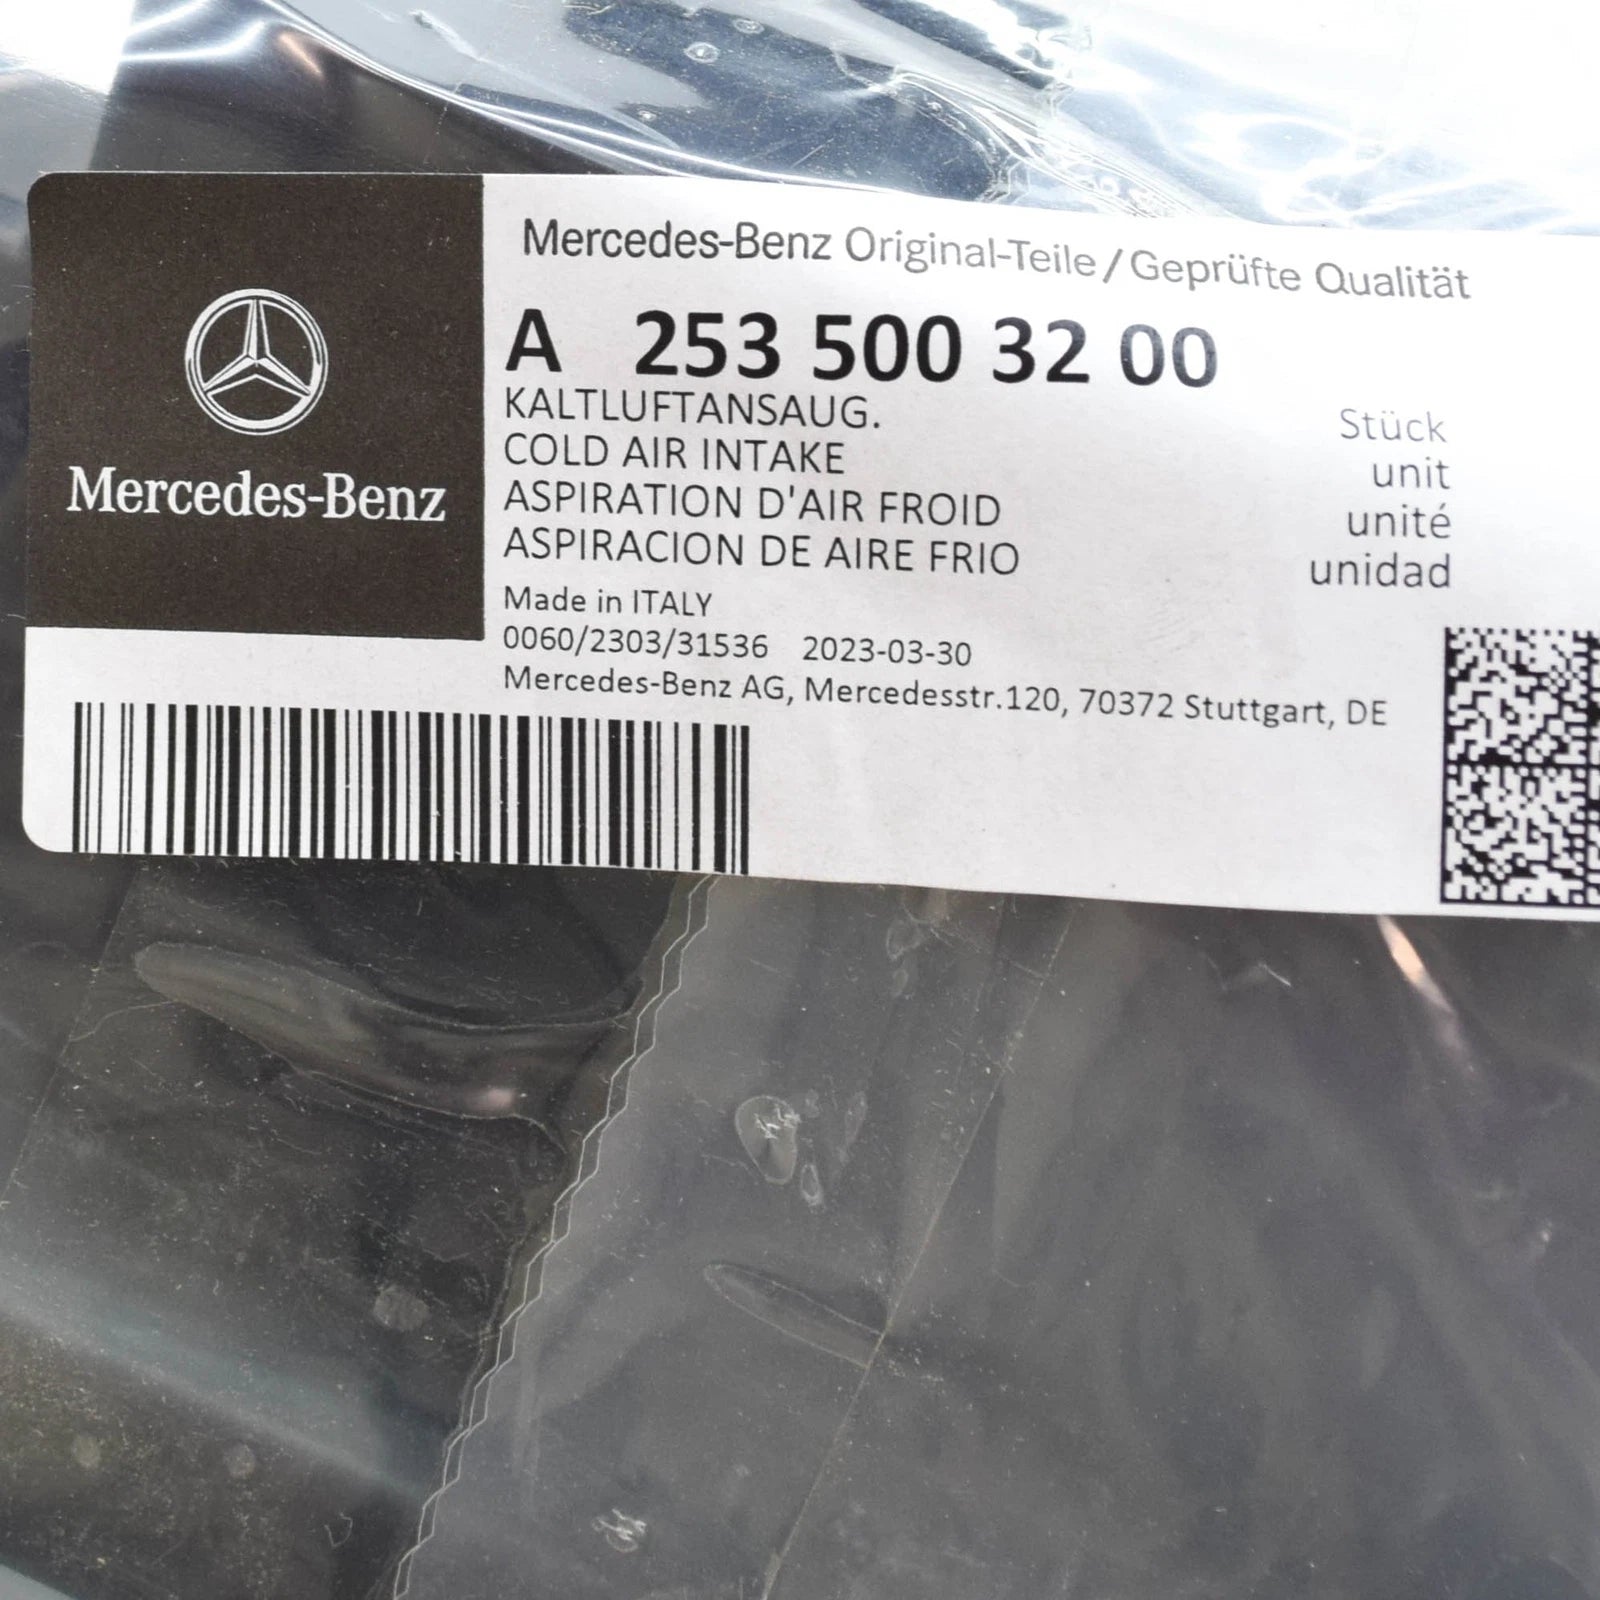 Mercedes-Benz
Mercedes-Benz Original-Teile / Geprüfte Qualität
A 253 500 32 00
KALTLUFTANSAUG. Stück
COLD AIR INTAKE unit
ASPIRATION D'AIR FROID unité
ASPIRACION DE AIRE FRIO unidad
Made in ITALY
0060/2303/31536 2023-03-30
Mercedes-Benz AG, Mercedesstr.120, 70372 Stuttgart, DE